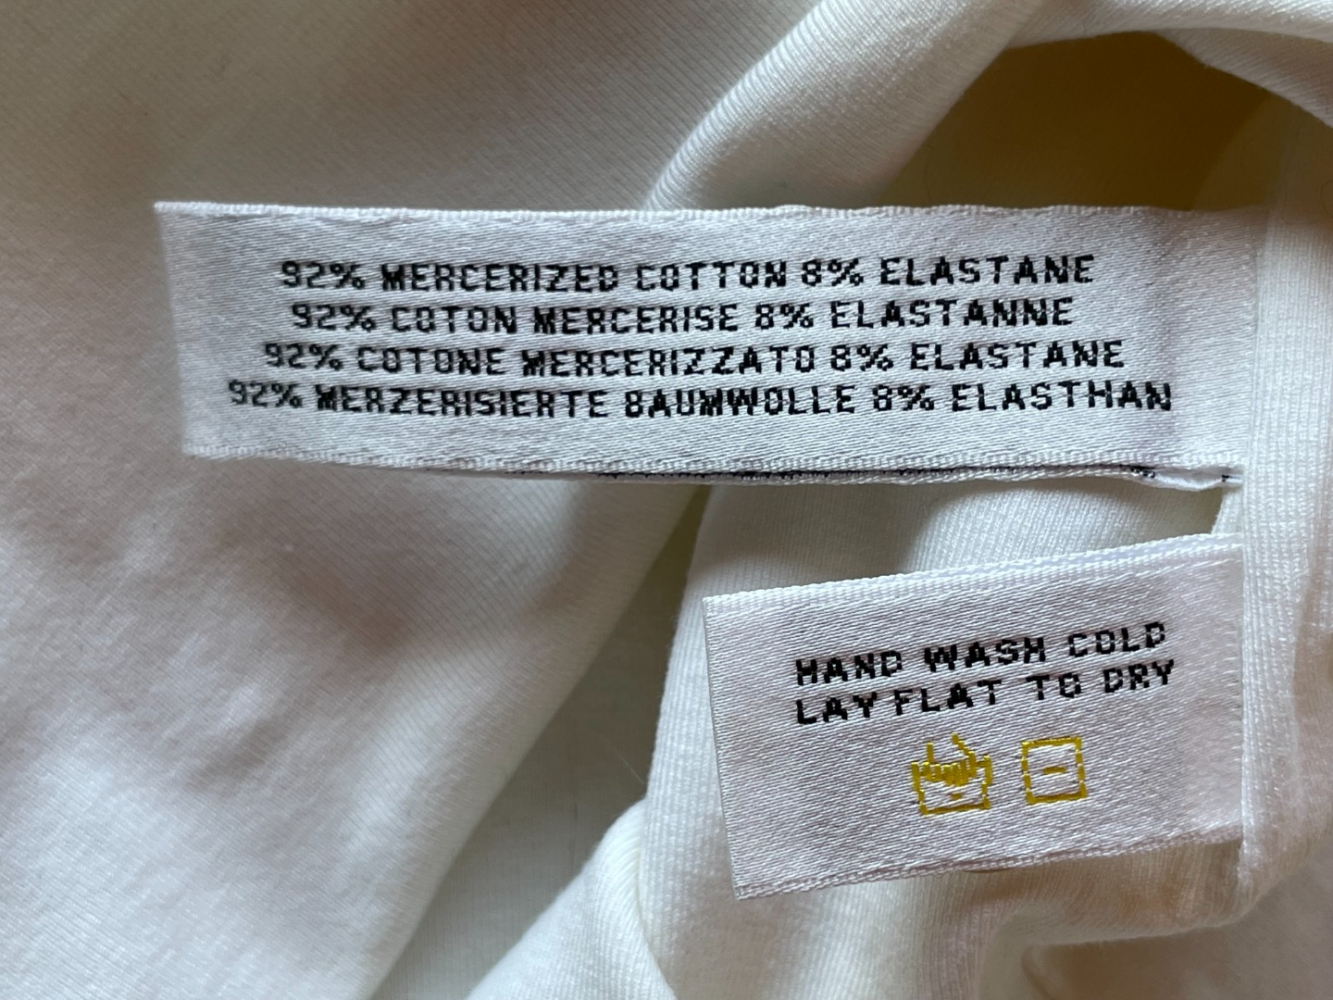 92% MERCERIZED COTTON 8% ELASTANE
92% COTON MERCERISE 8% ELASTANNE
92% COTONE MERCERIZZATO 8% ELASTANE
92% MERZERISIERTE BAUMWOLLE 8% ELASTHAN
HAND WASH COLD
LAY FLAT TO DRY